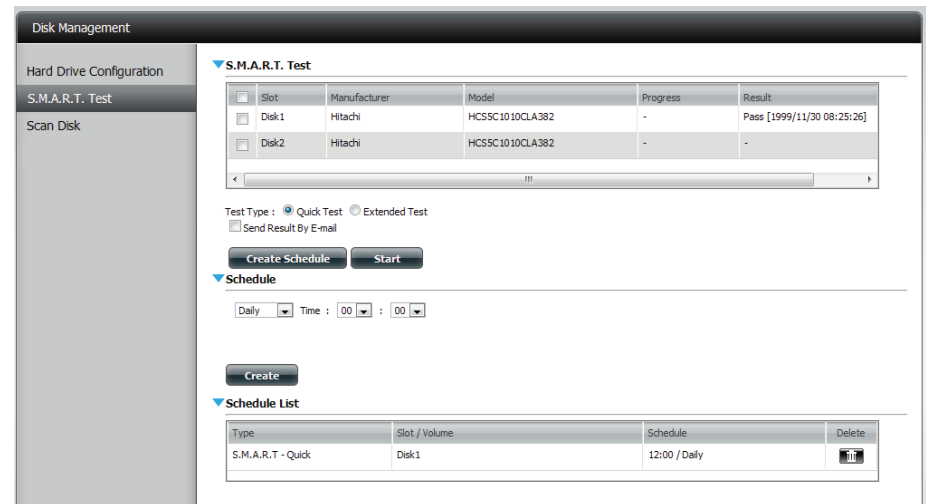 Disk Management
Hard Drive Configuration
S.M.A.R.T. Test
Scan Disk
S.M.A.R.T. Test
Slot Manufacturer Model Progress Result
Disk1 Hitachi HCS5C1010CLA382 - Pass [1999/11/30 08:25:26]
Disk2 Hitachi HCS5C1010CLA382 - -
Test Type : Quick Test Extended Test
Send Result By E-mail
Create Schedule Start
Schedule
Daily Time : 00 : 00
Create
Schedule List
Type Slot / Volume Schedule Delete
S.M.A.R.T - Quick Disk1 12:00 / Daily